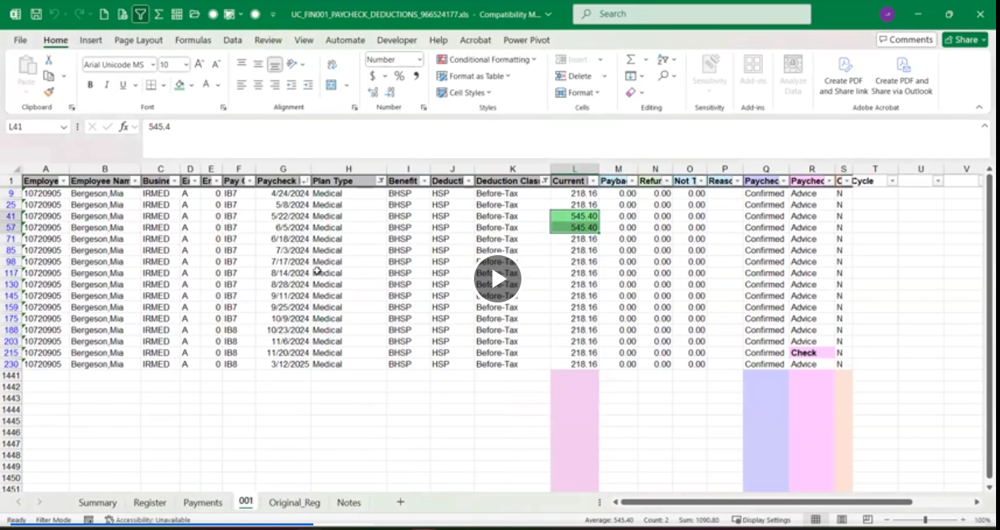 UC_FIN001_PAYCHECK_DEDUCTIONS_966524177.xls - Compatibility M...
Search
File Home Insert Page Layout Formulas Data Review View Automate Developer Help Acrobat Power Pivot Comments Share
Paste
Clipboard
Arial Unicode MS 10
B I U
Font
Alignment
Number
$ % 9
Number
Conditional Formatting
Format as Table
Cell Styles
Styles
Insert
Delete
Format
Cells
Editing
Sensitivity
Sensitivity
Add-ins
Add-ins
Analyze
Data
Create PDF
and Share link
Create PDF and
Share via Outlook
Adobe Acrobat
L41 fx 545.4
A B C D E F G H I J K L M N O P Q R S T U V
1 Employe Employee Nam Busine Pay Paycheck Plan Type Benefit Deducti Deduction Clas Current Payba Refur Not T Reaso Paychec Paychec C Cycle
9 10720905 Bergeson,Mia IRMED A 0 IB7 4/24/2024 Medical BHSP HSP Before-Tax 218.16 0.00 0.00 0.00 Confirmed Advice N
25 10720905 Bergeson,Mia IRMED A 0 IB7 5/8/2024 Medical BHSP HSP Before-Tax 218.16 0.00 0.00 0.00 Confirmed Advice N
41 10720905 Bergeson,Mia IRMED A 0 IB7 5/22/2024 Medical BHSP HSP Before-Tax 545.40 0.00 0.00 0.00 Confirmed Advice N
57 10720905 Bergeson,Mia IRMED A 0 IB7 6/5/2024 Medical BHSP HSP Before-Tax 545.40 0.00 0.00 0.00 Confirmed Advice N
71 10720905 Bergeson,Mia IRMED A 0 IB7 6/18/2024 Medical BHSP HSP Before-Tax 218.16 0.00 0.00 0.00 Confirmed Advice N
85 10720905 Bergeson,Mia IRMED A 0 IB7 7/3/2024 Medical BHSP HSP Before-Tax 218.16 0.00 0.00 0.00 Confirmed Advice N
98 10720905 Bergeson,Mia IRMED A 0 IB7 7/17/2024 Medical BHSP HSP Before-Tax 218.16 0.00 0.00 0.00 Confirmed Advice N
117 10720905 Bergeson,Mia IRMED A 0 IB7 8/14/2024 Medical BHSP HSP Before-Tax 218.16 0.00 0.00 0.00 Confirmed Advice N
130 10720905 Bergeson,Mia IRMED A 0 IB7 8/28/2024 Medical BHSP HSP Before-Tax 218.16 0.00 0.00 0.00 Confirmed Advice N
145 10720905 Bergeson,Mia IRMED A 0 IB7 9/11/2024 Medical BHSP HSP Before-Tax 218.16 0.00 0.00 0.00 Confirmed Advice N
159 10720905 Bergeson,Mia IRMED A 0 IB7 9/25/2024 Medical BHSP HSP Before-Tax 218.16 0.00 0.00 0.00 Confirmed Advice N
175 10720905 Bergeson,Mia IRMED A 0 IB7 10/9/2024 Medical BHSP HSP Before-Tax 218.16 0.00 0.00 0.00 Confirmed Advice N
188 10720905 Bergeson,Mia IRMED A 0 IB8 10/23/2024 Medical BHSP HSP Before-Tax 218.16 0.00 0.00 0.00 Confirmed Advice N
203 10720905 Bergeson,Mia IRMED A 0 IB8 11/6/2024 Medical BHSP HSP Before-Tax 218.16 0.00 0.00 0.00 Confirmed Advice N
215 10720905 Bergeson,Mia IRMED A 0 IB8 11/20/2024 Medical BHSP HSP Before-Tax 218.16 0.00 0.00 0.00 Confirmed Check N
230 10720905 Bergeson,Mia IRMED A 0 IB8 3/12/2025 Medical BHSP HSP Before-Tax 218.16 0.00 0.00 0.00 Confirmed Advice N
1441
1442
1443
1444
1445
1446
1447
1448
1449
1450
1451
Summary Register Payments 001 Original_Reg Notes +
Ready Filter Mode Accessibility: Unavailable Average: 545.40 Count: 2 Sum: 1090.80 Display Settings 100%